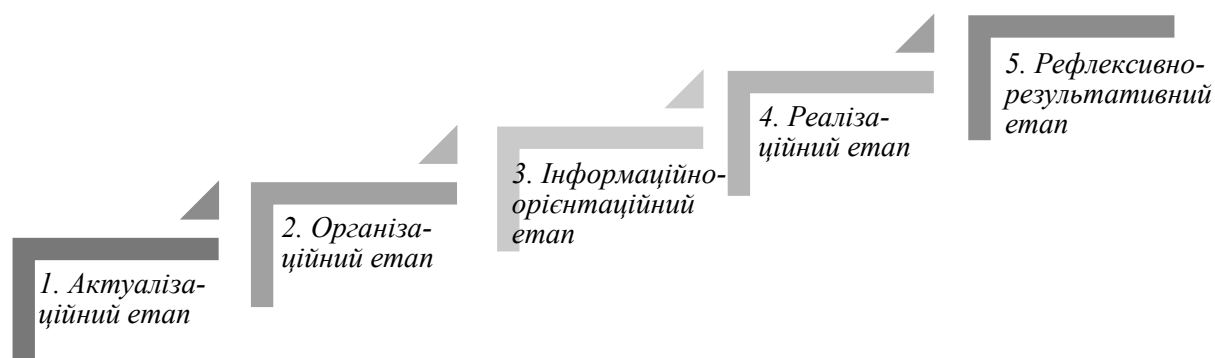 1. Актуаліза-
ційний етап
2. Організа-
ційний етап
3. Інформаційно-
орієнтаційний
етап
4. Реаліза-
ційний етап
5. Рефлексивно-
результативний
етап